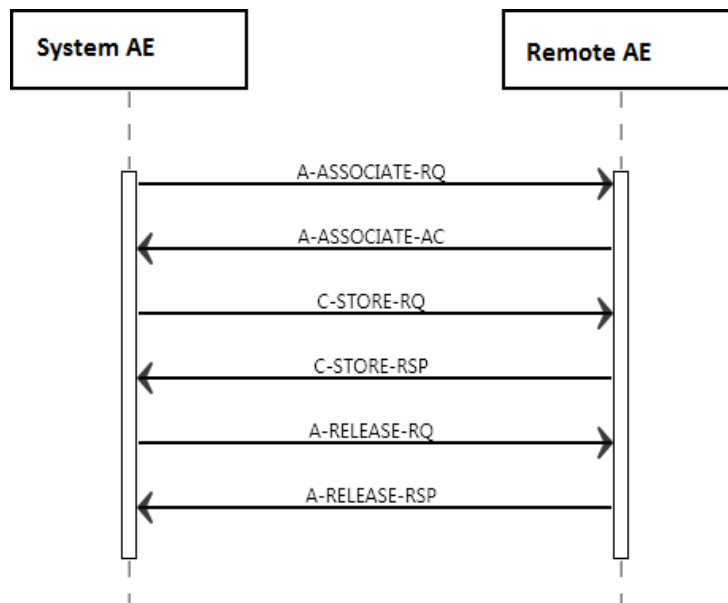 System AE
Remote AE
A-ASSOCIATE-RQ
A-ASSOCIATE-AC
C-STORE-RQ
C-STORE-RSP
A-RELEASE-RQ
A-RELEASE-RSP